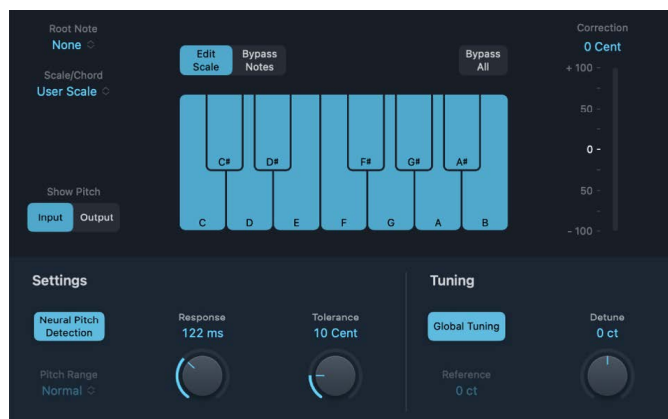 Root Note
None
Scale/Chord
User Scale
Edit
Scale
Bypass
Notes
Bypass
All
Correction
0 Cent
+ 100 -
50 -
0 -
50 -
- 100 -
C#
D#
F#
G#
A#
C
D
E
F
G
A
B
Show Pitch
Input
Output
Settings
Neural Pitch
Detection
Pitch Range
Normal
Response
122 ms
Tolerance
10 Cent
Tuning
Global Tuning
Reference
0 ct
Detune
0 ct